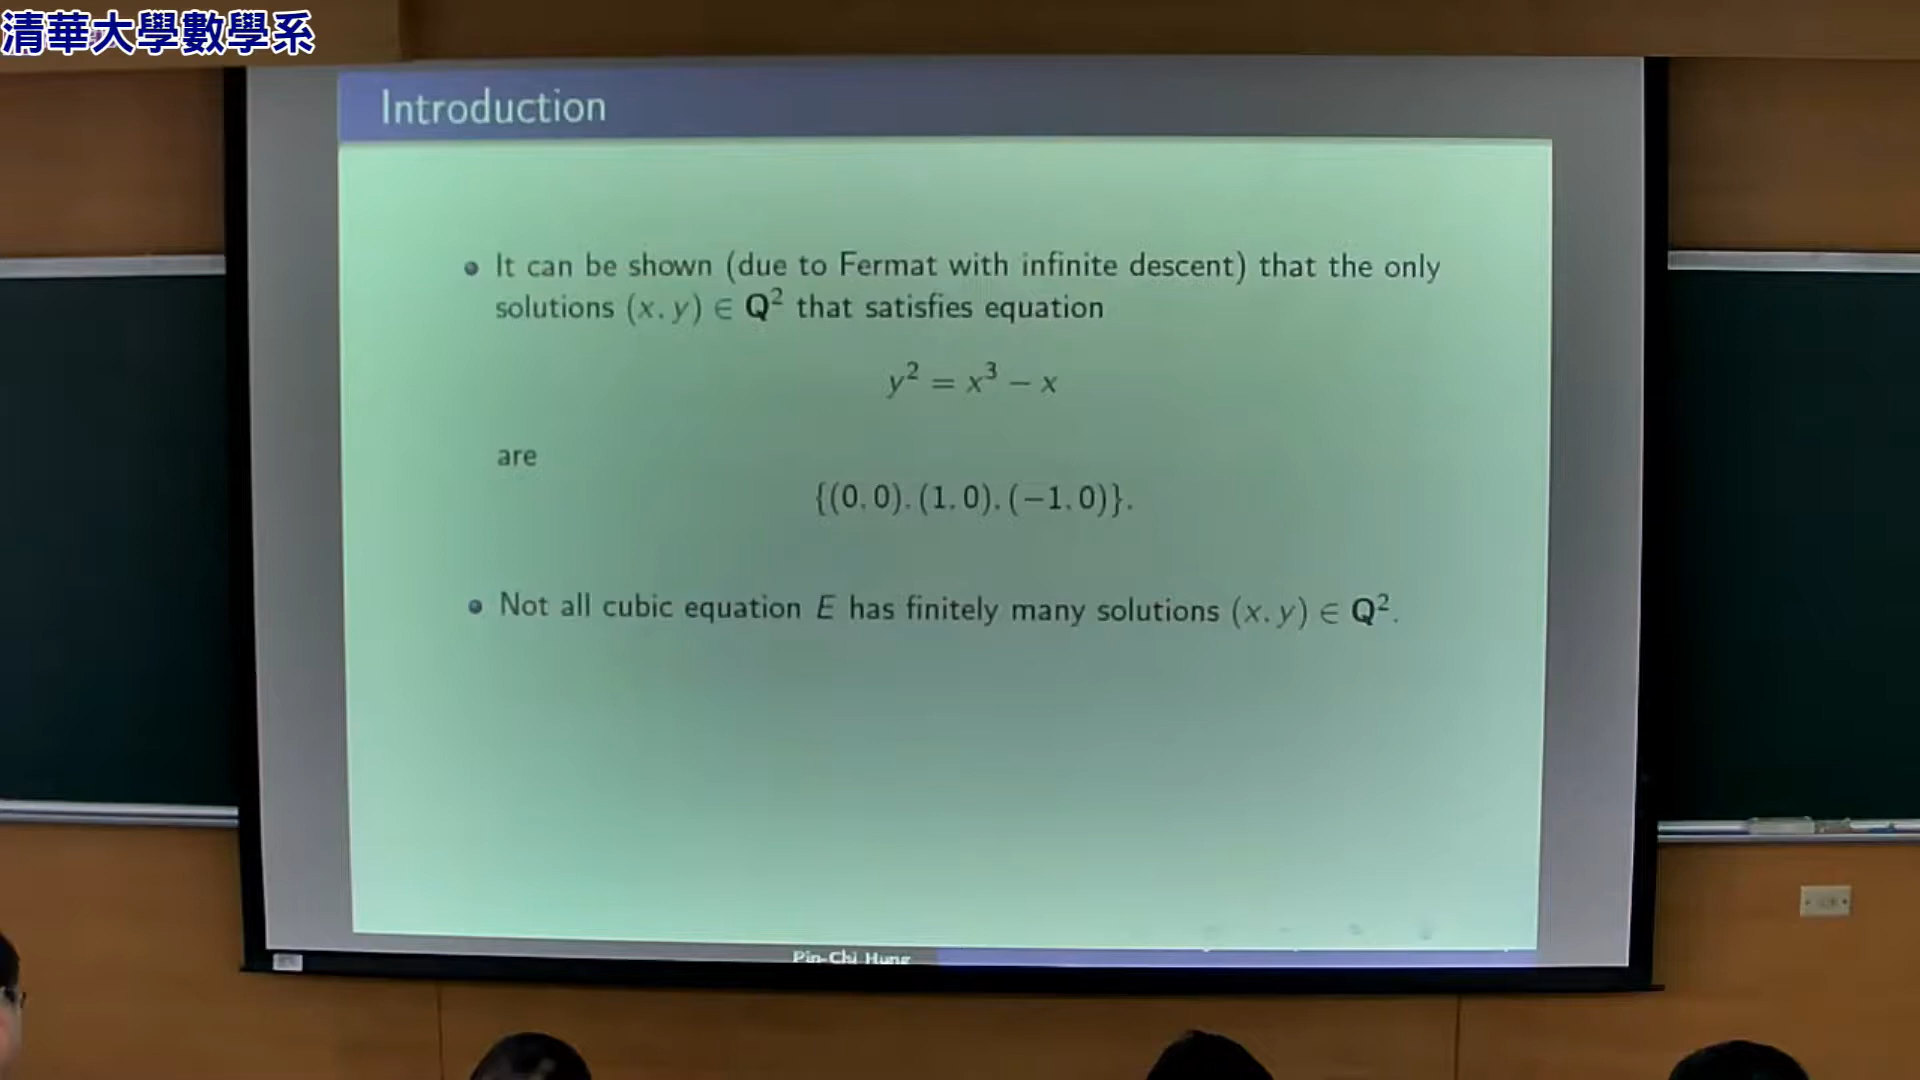 清華大學數學系
Introduction
• It can be shown (due to Fermat with infinite descent) that the only
solutions (x, y) ∈ Q² that satisfies equation
y² = x³ − x
are
{(0, 0), (1, 0), (−1, 0)}.
• Not all cubic equation E has finitely many solutions (x, y) ∈ Q².
Pin-Chi Hung